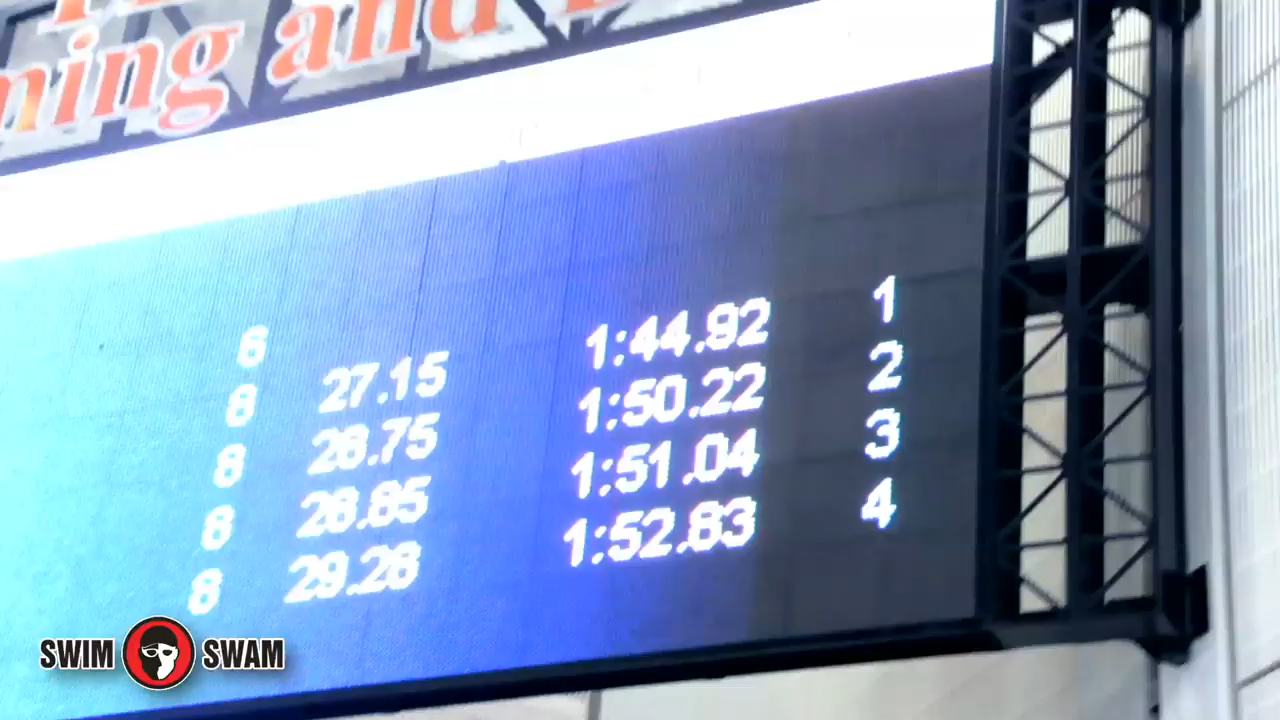 ning and
6
8 27.15 1:44.92 1
8 28.75 1:50.22 2
8 28.85 1:51.04 3
8 29.28 1:52.83 4
SWIM SWAM